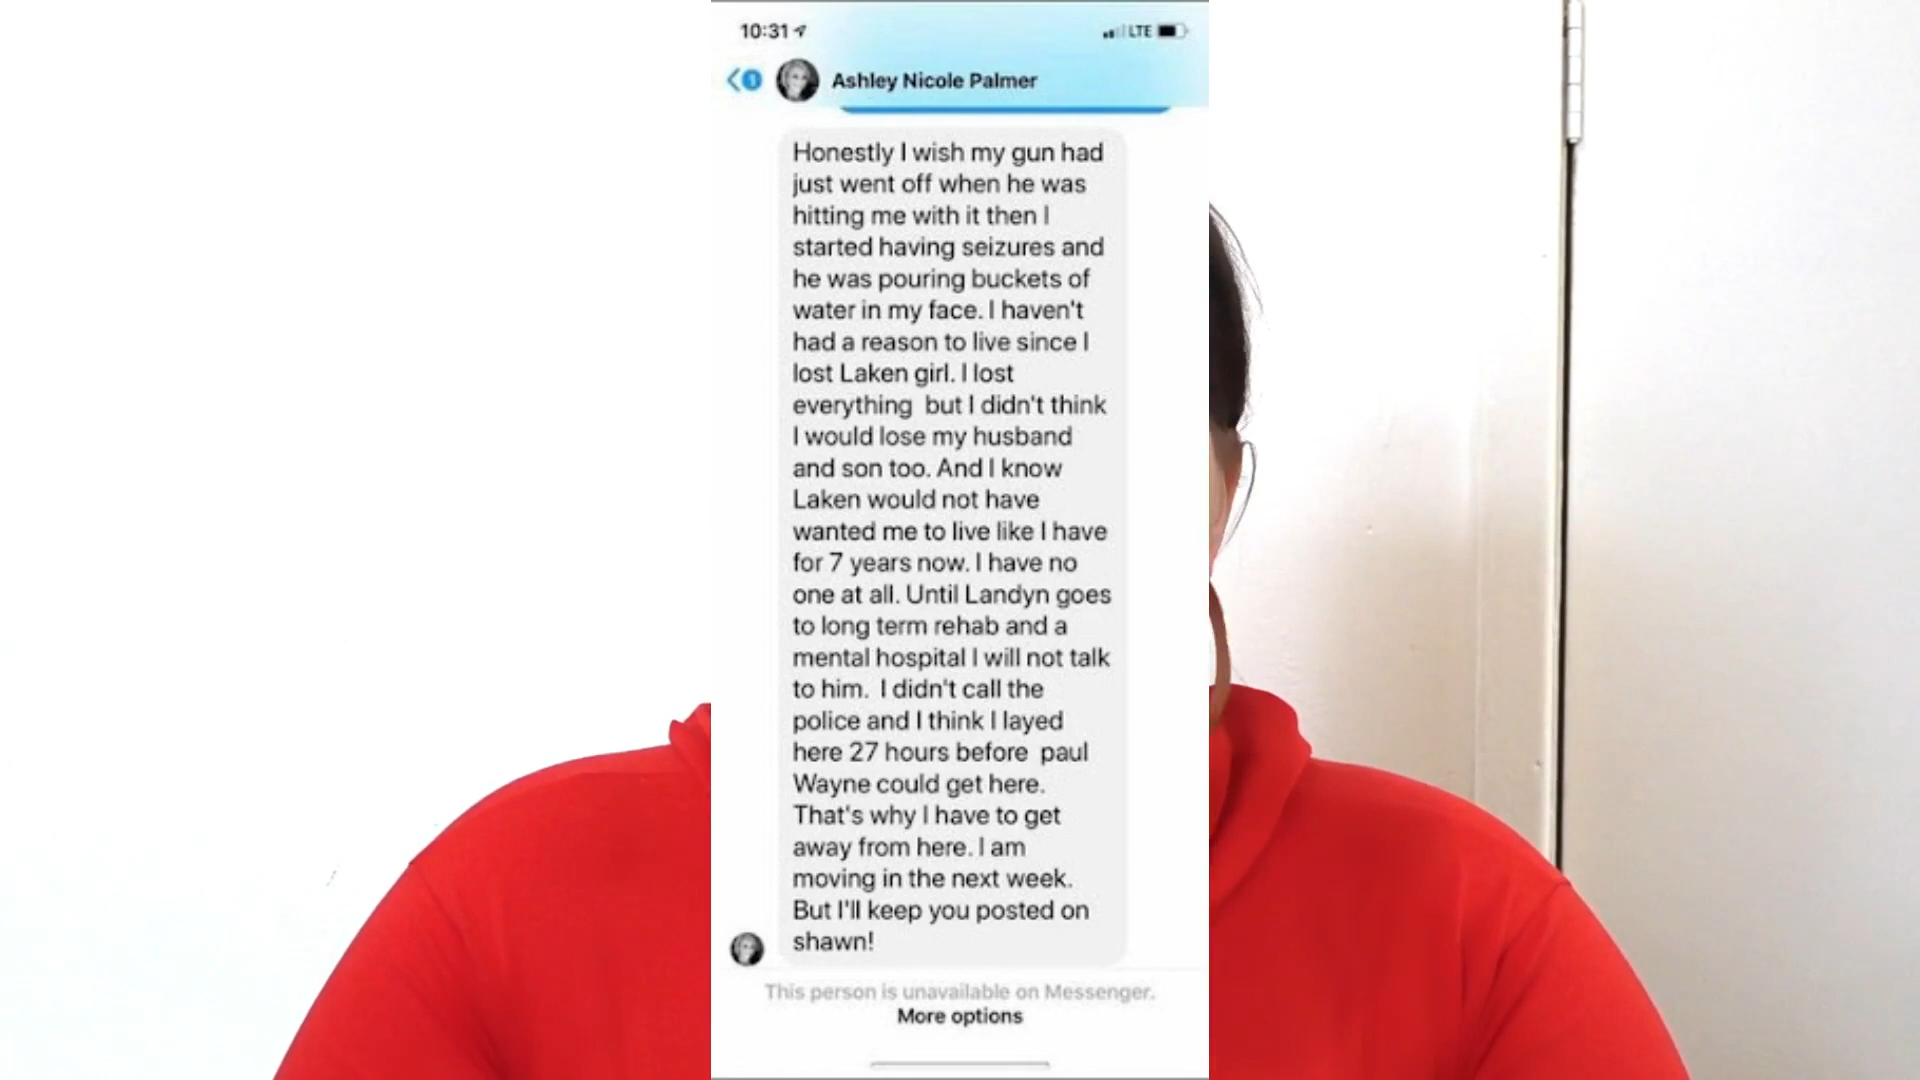 10:31
LTE
1
Ashley Nicole Palmer
Honestly I wish my gun had
just went off when he was
hitting me with it then I
started having seizures and
he was pouring buckets of
water in my face. I haven't
had a reason to live since I
lost Laken girl. I lost
everything  but I didn't think
I would lose my husband
and son too. And I know
Laken would not have
wanted me to live like I have
for 7 years now. I have no
one at all. Until Landyn goes
to long term rehab and a
mental hospital I will not talk
to him.  I didn't call the
police and I think I layed
here 27 hours before  paul
Wayne could get here.
That's why I have to get
away from here. I am
moving in the next week.
But I'll keep you posted on
shawn!
This person is unavailable on Messenger.
More options